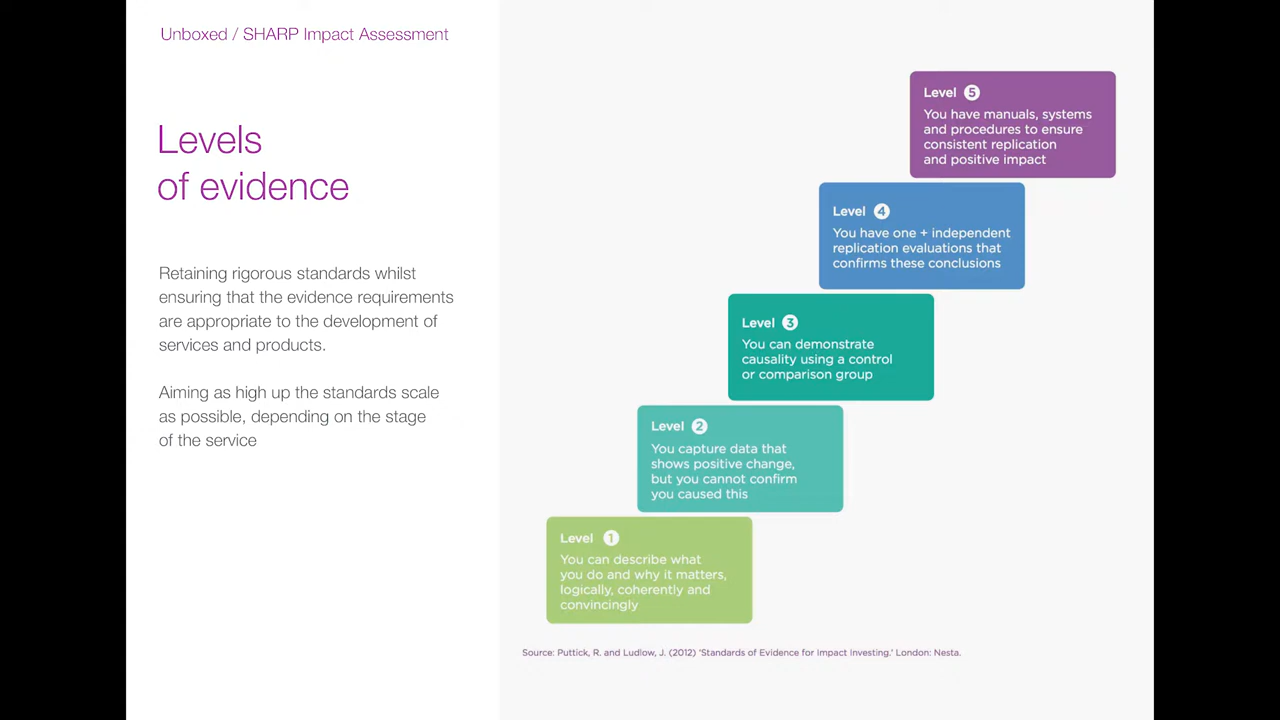 Unboxed / SHARP Impact Assessment
Levels
of evidence
Retaining rigorous standards whilst
ensuring that the evidence requirements
are appropriate to the development of
services and products.
Aiming as high up the standards scale
as possible, depending on the stage
of the service
Level 5
You have manuals, systems
and procedures to ensure
consistent replication
and positive impact
Level 4
You have one + independent
replication evaluations that
confirms these conclusions
Level 3
You can demonstrate
causality using a control
or comparison group
Level 2
You capture data that
shows positive change,
but you cannot confirm
you caused this
Level 1
You can describe what
you do and why it matters,
logically, coherently and
convincingly
Source: Puttick, R. and Ludlow, J. (2012) 'Standards of Evidence for Impact Investing.' London: Nesta.